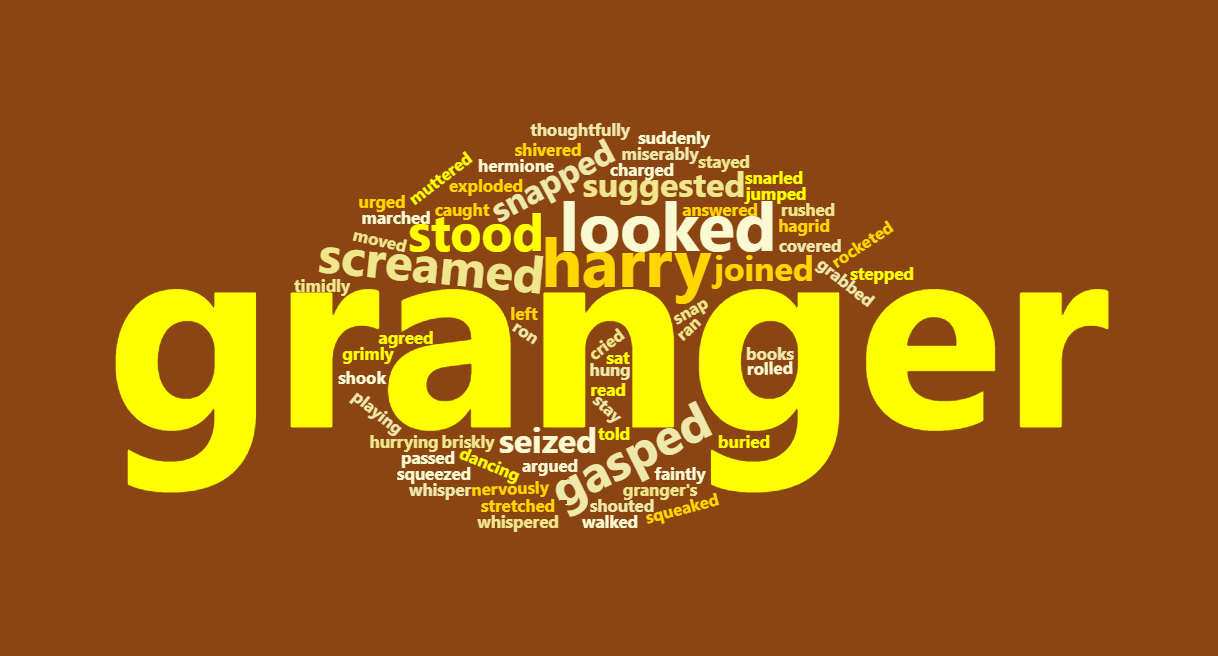 thoughtfully
suddenly
shivered
miserably
stayed
muttered
hermione
snapped
charged
exploded
suggested
snarled
jumped
urged
caught
looked
answered
rushed
marched
stood
hagrid
moved
covered
rocketed
screamed
harry
joined
grabbed
stepped
timidly
granger
left
snap
ron
ran
agreed
cried
grimly
sat
books
shook
hung
rolled
read
playing
stay
hurrying
briskly
seized
told
gasped
buried
passed
dancing
argued
squeezed
faintly
whisper
nervously
granger's
stretched
shouted
squeaked
whispered
walked